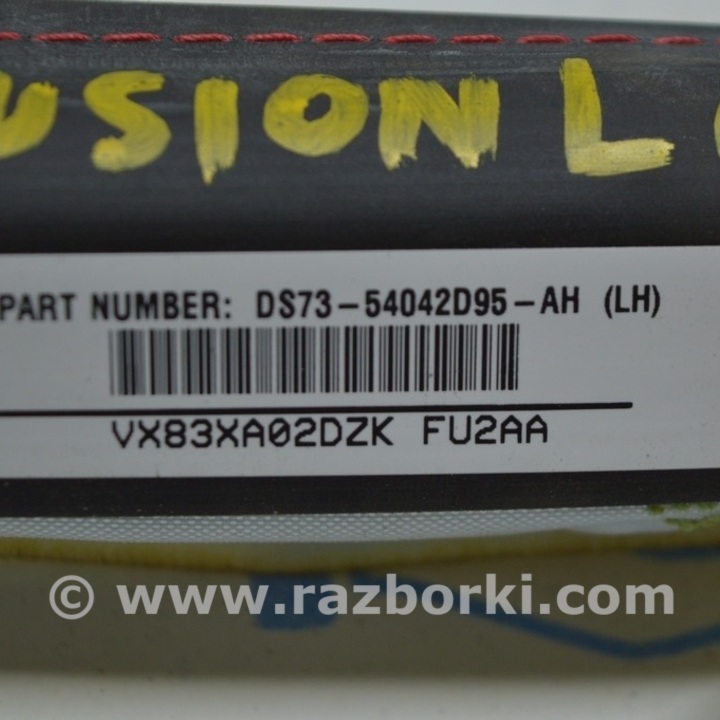 USION L
PART NUMBER: DS73-54042D95-AH (LH)
VX83XA02DZK FU2AA
© www.razborki.com